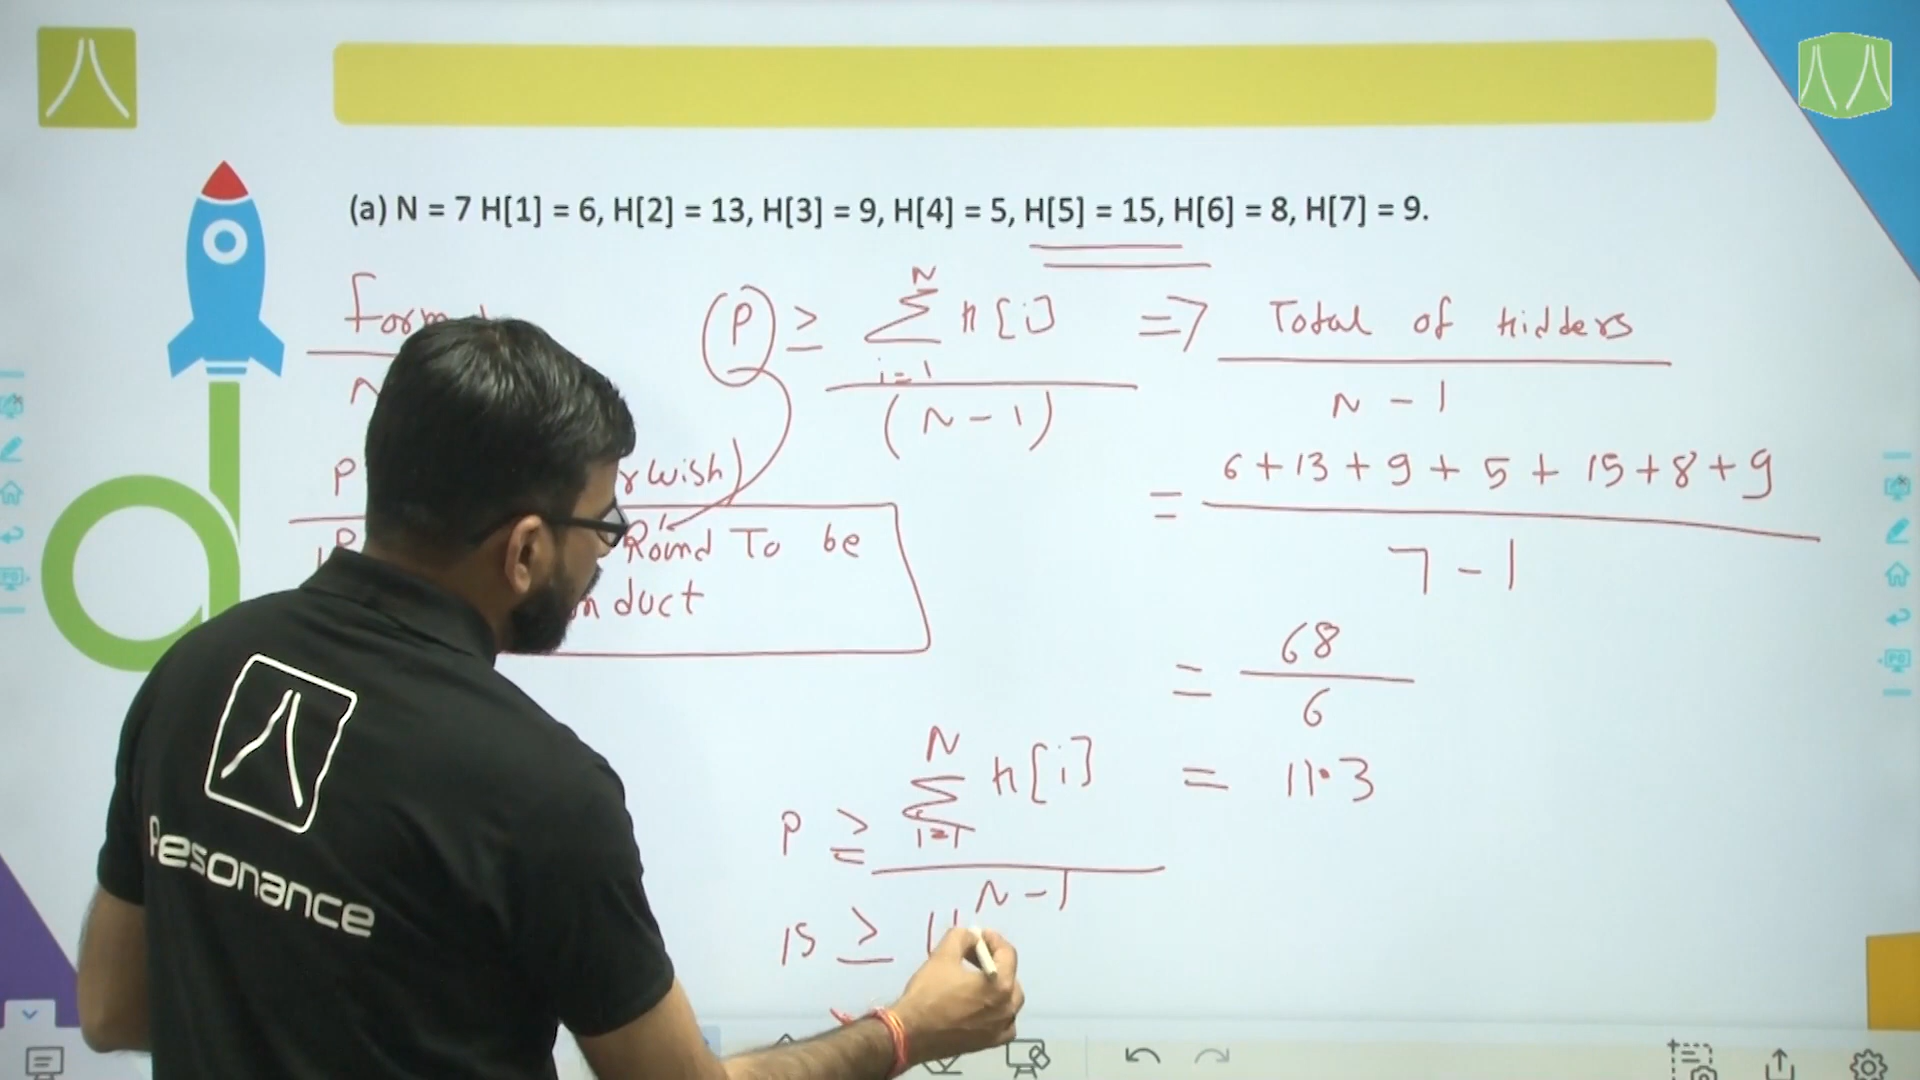 (a) N = 7 H[1] = 6, H[2] = 13, H[3] = 9, H[4] = 5, H[5] = 15, H[6] = 8, H[7] = 9.
P ≥ N Σ i=1 H[i] / (N-1) => Total of Hidders / N-1
= 6+13+9+5+15+8+9 / 7-1
Wish)
Round To be
duct
= 68 / 6
= 11.3
P ≥ N Σ i=1 H[i] / N-1
15 ≥ 11
Resonance